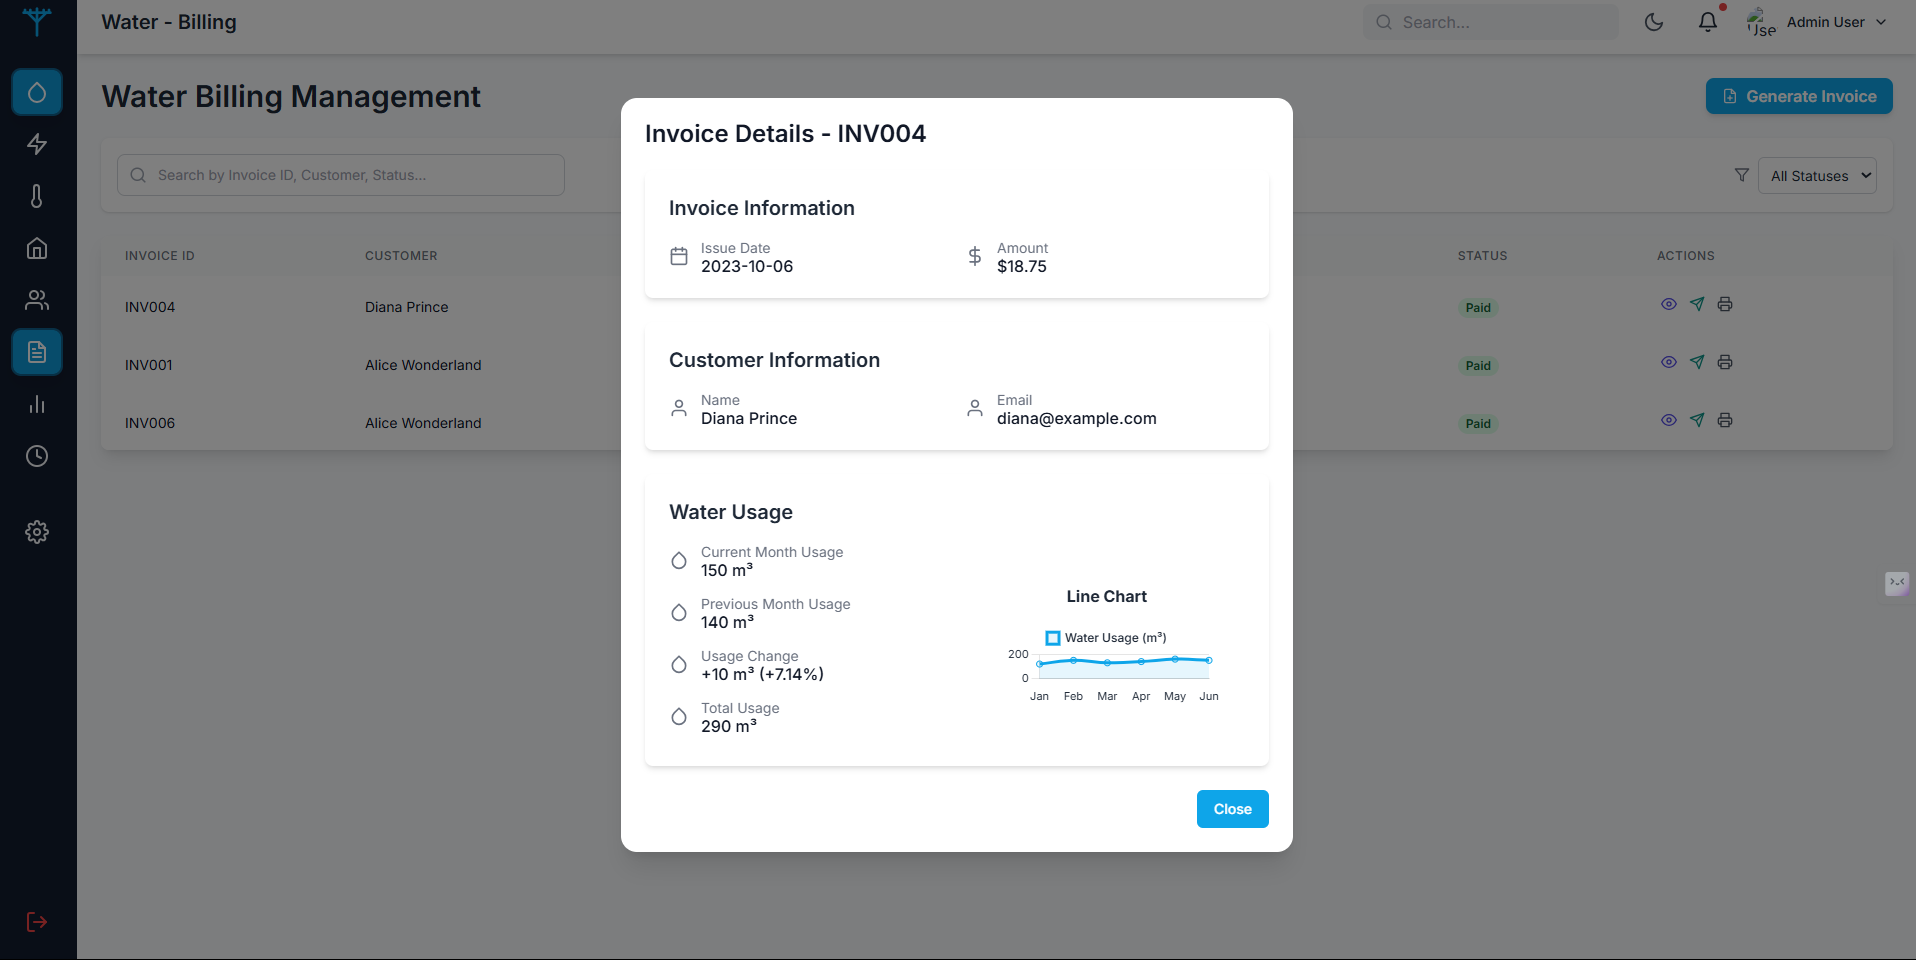 Water - Billing
Search...
Use
Admin User
Water Billing Management
Generate Invoice
Search by Invoice ID, Customer, Status...
All Statuses
INVOICE ID
CUSTOMER
STATUS
ACTIONS
INV004
Diana Prince
Paid
INV001
Alice Wonderland
Paid
INV006
Alice Wonderland
Paid
Invoice Details - INV004
Invoice Information
Issue Date
2023-10-06
Amount
$18.75
Customer Information
Name
Diana Prince
Email
diana@example.com
Water Usage
Current Month Usage
150 m³
Previous Month Usage
140 m³
Usage Change
+10 m³ (+7.14%)
Total Usage
290 m³
Line Chart
Water Usage (m³)
200
0
Jan Feb Mar Apr May Jun
Close